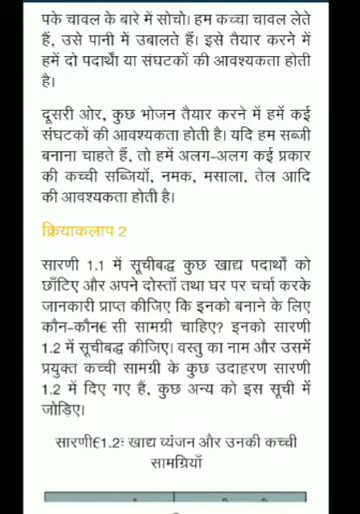 पके चावल के बारे में सोचो। हम कच्चा चावल लेते
हैं, उसे पानी में उबालते हैं। इसे तैयार करने में
हमें दो पदार्थों या संघटकों की आवश्यकता होती
है।
दूसरी ओर, कुछ भोजन तैयार करने में हमें कई
संघटकों की आवश्यकता होती है। यदि हम सब्जी
बनाना चाहते हैं, तो हमें अलग-अलग कई प्रकार
की कच्ची सब्जियों, नमक, मसाला, तेल आदि
की आवश्यकता होती है।
क्रियाकलाप 2
सारणी 1.1 में सूचीबद्ध कुछ खाद्य पदार्थों को
छाँटिए और अपने दोस्तों तथा घर पर चर्चा करके
जानकारी प्राप्त कीजिए कि इनको बनाने के लिए
कौन-कौन€ सी सामग्री चाहिए? इनको सारणी
1.2 में सूचीबद्ध कीजिए। वस्तु का नाम और उसमें
प्रयुक्त कच्ची सामग्री के कुछ उदाहरण सारणी
1.2 में दिए गए हैं, कुछ अन्य को इस सूची में
जोड़िए।
सारणी€1.2ः खाद्य व्यंजन और उनकी कच्ची
सामग्रियाँ